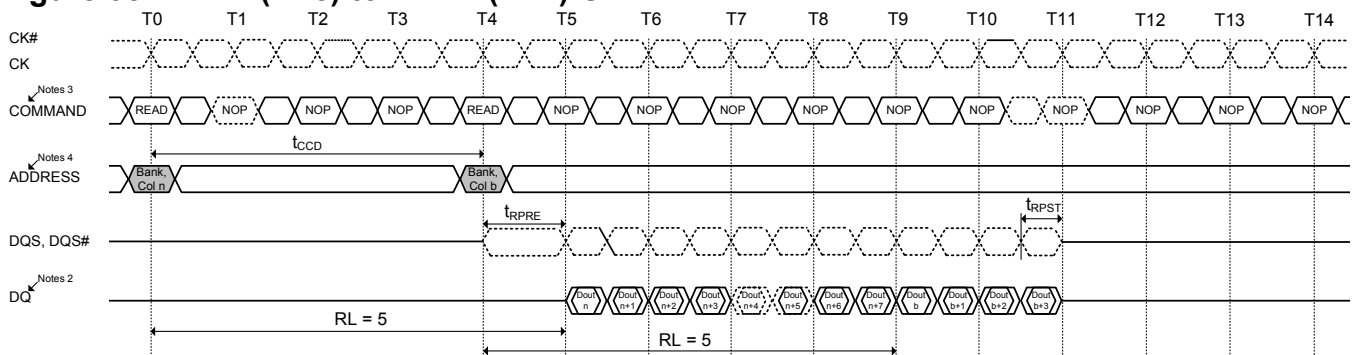 T0 T1 T2 T3 T4 T5 T6 T7 T8 T9 T10 T11 T12 T13 T14
CK#
CK
Notes 3
COMMAND READ NOP NOP NOP READ NOP NOP NOP NOP NOP NOP NOP NOP NOP NOP
tCCD
Notes 4
ADDRESS
Bank, Col n
Bank, Col b
tRPRE
tRPST
DQS, DQS#
Notes 2
DQ
Dout n
Dout n+1
Dout n+2
Dout n+3
Dout n+4
Dout n+5
Dout n+6
Dout n+7
Dout b
Dout b+1
Dout b+2
Dout b+3
RL = 5
RL = 5